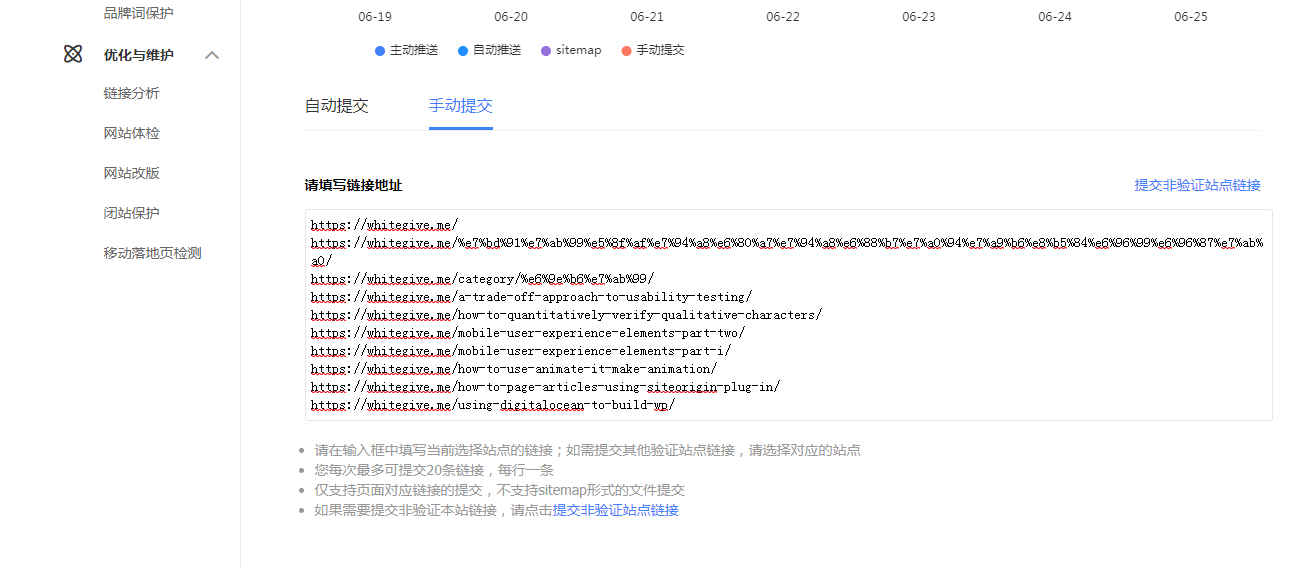 品牌词保护
优化与维护
链接分析
网站体检
网站改版
闭站保护
移动落地页检测
06-19 06-20 06-21 06-22 06-23 06-24 06-25
主动推送 自动推送 sitemap 手动提交
自动提交 手动提交
请填写链接地址 提交非验证站点链接
https://whitegive.me/
https://whitegive.me/%e7%bd%91%e7%ab%99%e5%8f%af%e7%94%a8%e6%80%a7%e7%94%a8%e6%88%b7%e7%a0%94%e7%a9%b6%e8%b5%84%e6%96%99%e6%96%87%e7%ab%
a0/
https://whitegive.me/category/%e6%9e%b6%e7%ab%99/
https://whitegive.me/a-trade-off-approach-to-usability-testing/
https://whitegive.me/how-to-quantitatively-verify-qualitative-characters/
https://whitegive.me/mobile-user-experience-elements-part-two/
https://whitegive.me/mobile-user-experience-elements-part-i/
https://whitegive.me/how-to-use-animate-it-make-animation/
https://whitegive.me/how-to-page-articles-using-siteorigin-plug-in/
https://whitegive.me/using-digitalocean-to-build-wp/
请在输入框中填写当前选择站点的链接；如需提交其他验证站点链接，请选择对应的站点
您每次最多可提交20条链接，每行一条
仅支持页面对应链接的提交，不支持sitemap形式的文件提交
如果需要提交非验证本站链接，请点击提交非验证站点链接